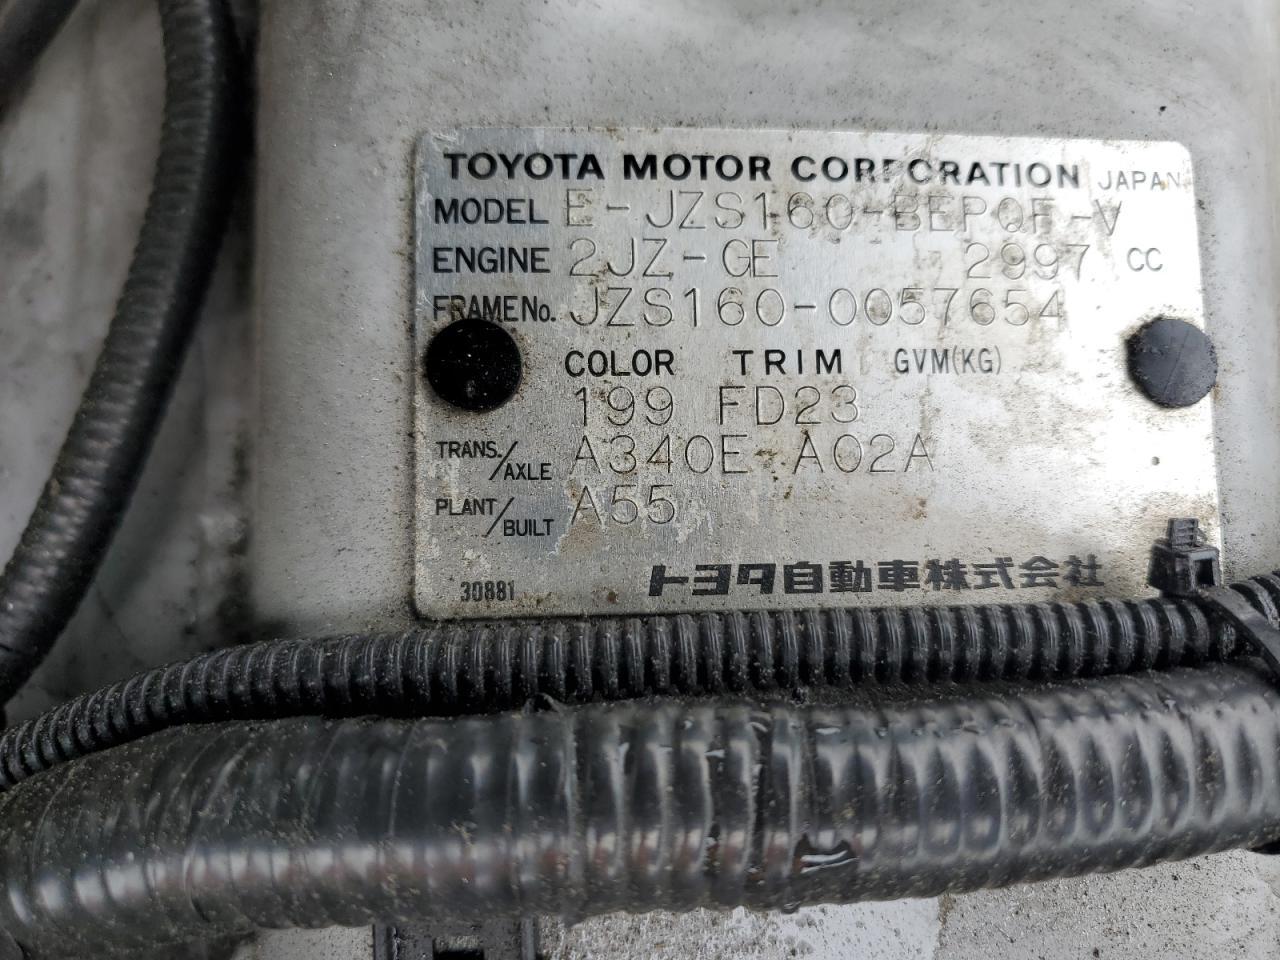 TOYOTA MOTOR CORPORATION JAPAN
MODEL E-JZS160-BEPQF-V
ENGINE 2JZ-GE 2997 CC
FRAME No. JZS160-0057654
COLOR TRIM GVM(KG)
199 FD23
TRANS./AXLE A340E A02A
PLANT/BUILT A55
30881 トヨタ自動車株式会社